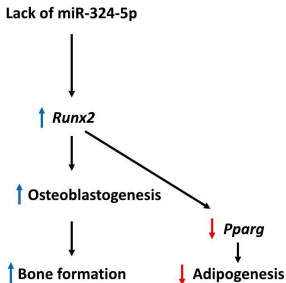 Lack of miR-324-5p
Runx2
Osteoblastogenesis
Pparg
Bone formation
Adipogenesis